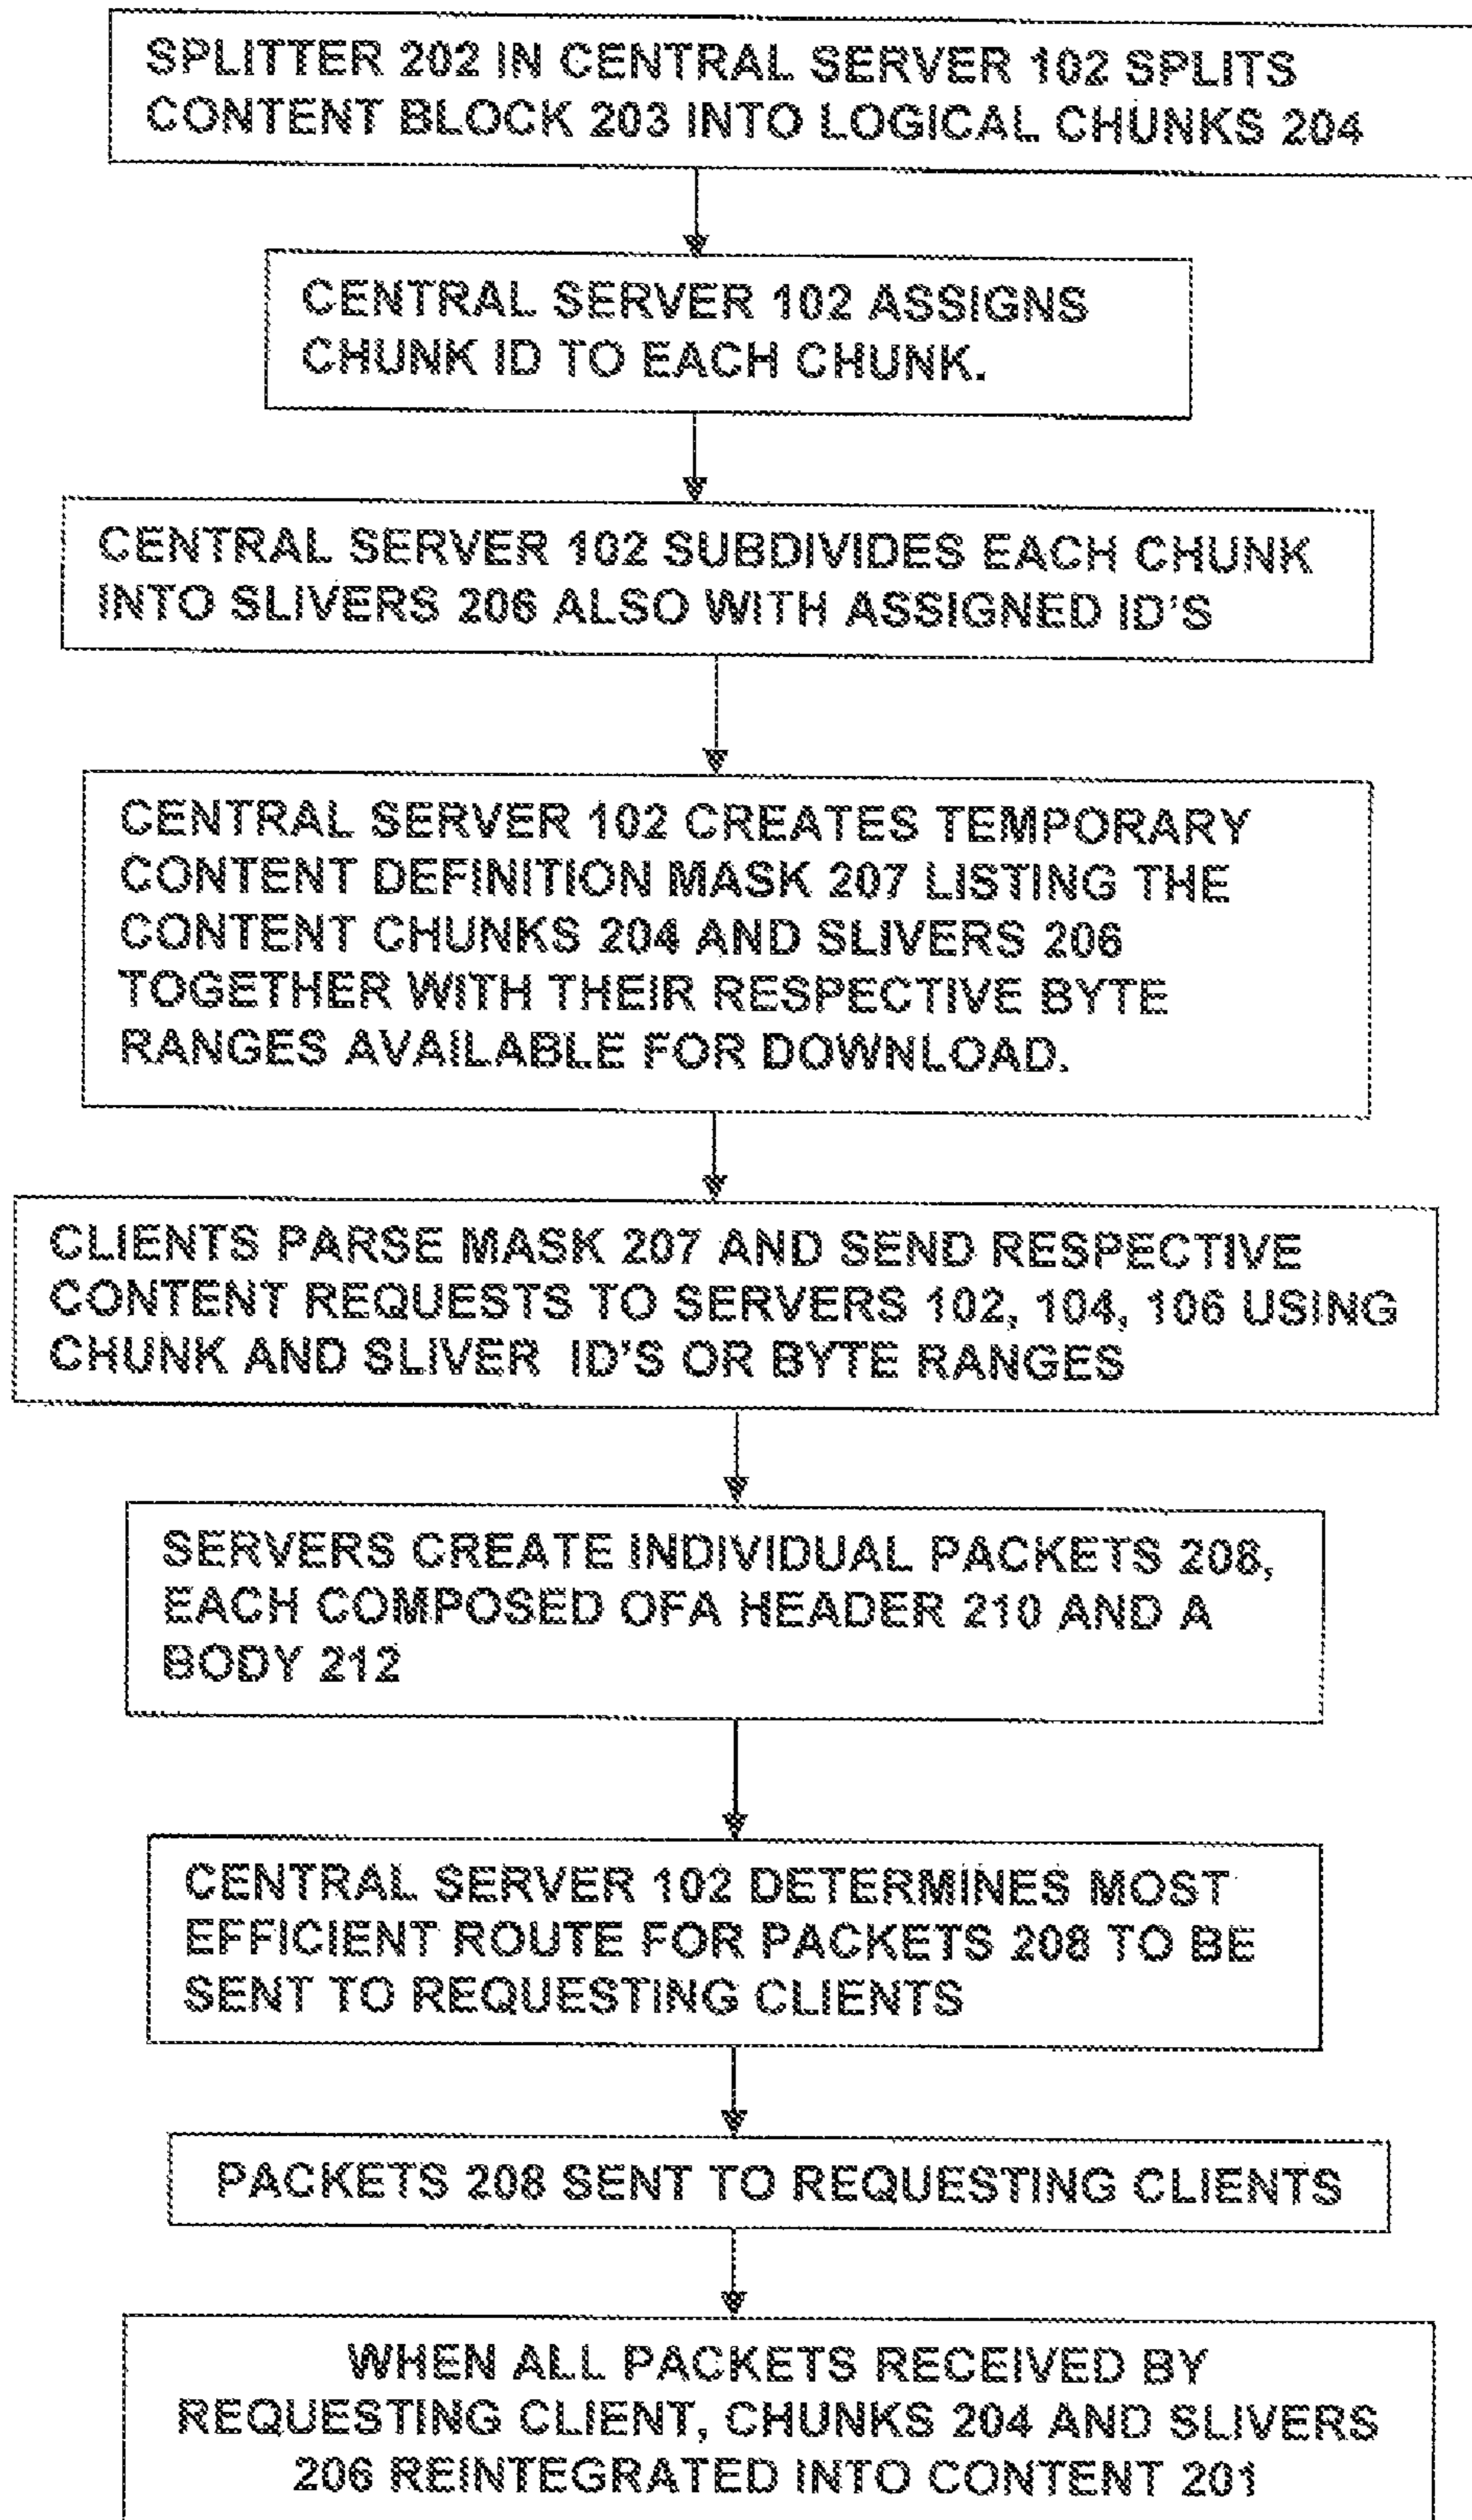 SPLITTER 202 IN CENTRAL SERVER 102 SPLITS
CONTENT BLOCK 203 INTO LOGICAL CHUNKS 204
CENTRAL SERVER 102 ASSIGNS
CHUNK ID TO EACH CHUNK.
CENTRAL SERVER 102 SUBDIVIDES EACH CHUNK
INTO SLIVERS 206 ALSO WITH ASSIGNED ID'S
CENTRAL SERVER 102 CREATES TEMPORARY
CONTENT DEFINITION MASK 207 LISTING THE
CONTENT CHUNKS 204 AND SLIVERS 206
TOGETHER WITH THEIR RESPECTIVE BYTE
RANGES AVAILABLE FOR DOWNLOAD.
CLIENTS PARSE MASK 207 AND SEND RESPECTIVE
CONTENT REQUESTS TO SERVERS 102, 104, 106 USING
CHUNK AND SLIVER ID'S OR BYTE RANGES
SERVERS CREATE INDIVIDUAL PACKETS 208,
EACH COMPOSED OFA HEADER 210 AND A
BODY 212
CENTRAL SERVER 102 DETERMINES MOST
EFFICIENT ROUTE FOR PACKETS 208 TO BE
SENT TO REQUESTING CLIENTS
PACKETS 208 SENT TO REQUESTING CLIENTS
WHEN ALL PACKETS RECEIVED BY
REQUESTING CLIENT, CHUNKS 204 AND SLIVERS
206 REINTEGRATED INTO CONTENT 201